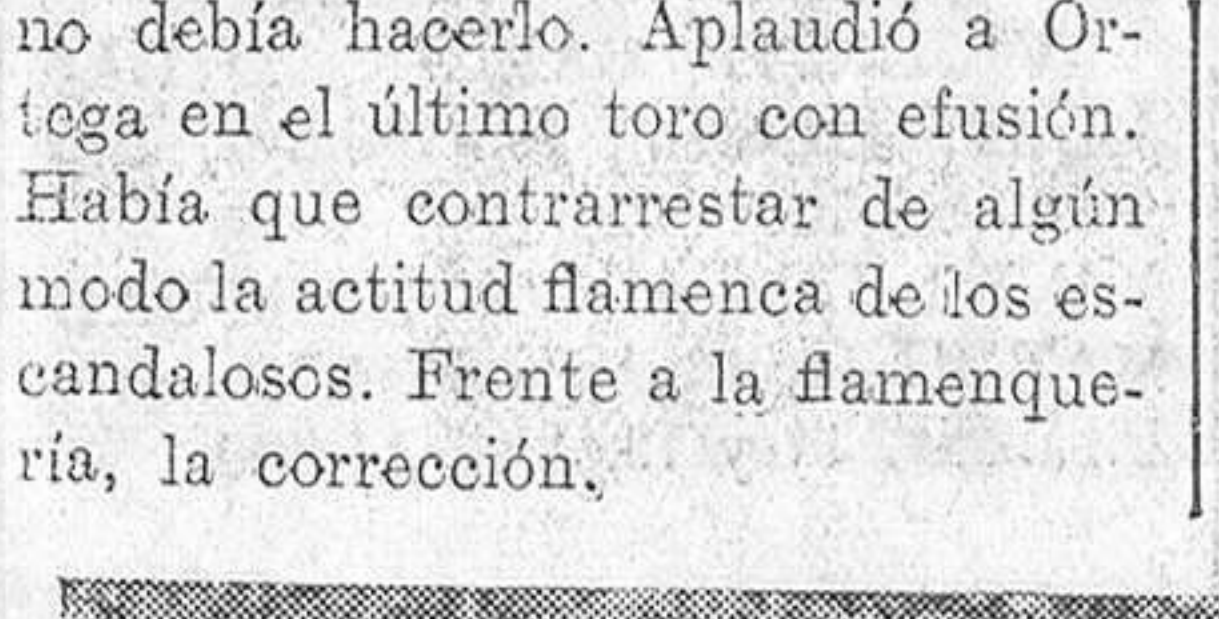 no debía hacerlo. Aplaudió a Or-
tega en el último toro con efusión.
Había que contrarrestar de algún
modo la actitud flamenca de los es-
candalosos. Frente a la flamenque-
ría, la corrección.